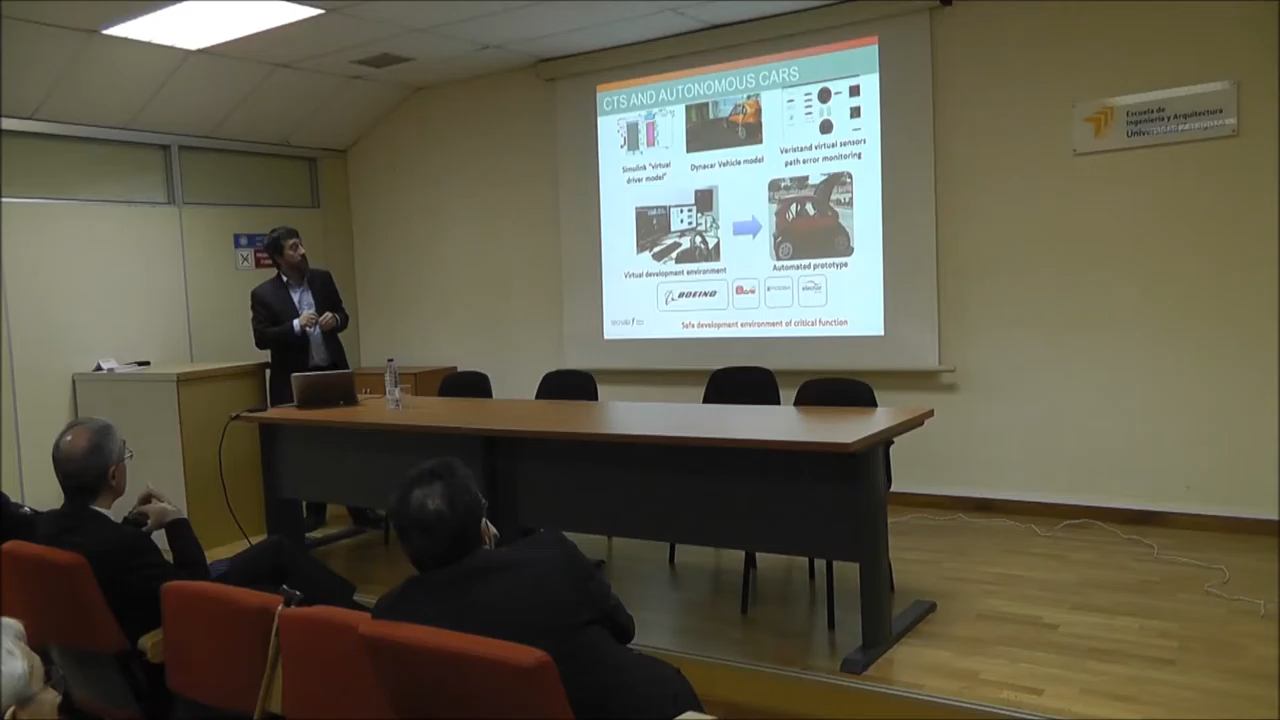 CTS AND AUTONOMOUS CARS
Simulink "virtual
driver model"
Dynacar Vehicle model
Veristand virtual sensors
path error monitoring
Virtual development environment
Automated prototype
BOEING
tecnalia
Safe development environment of critical function
Escuela de
Ingeniería y Arquitectura